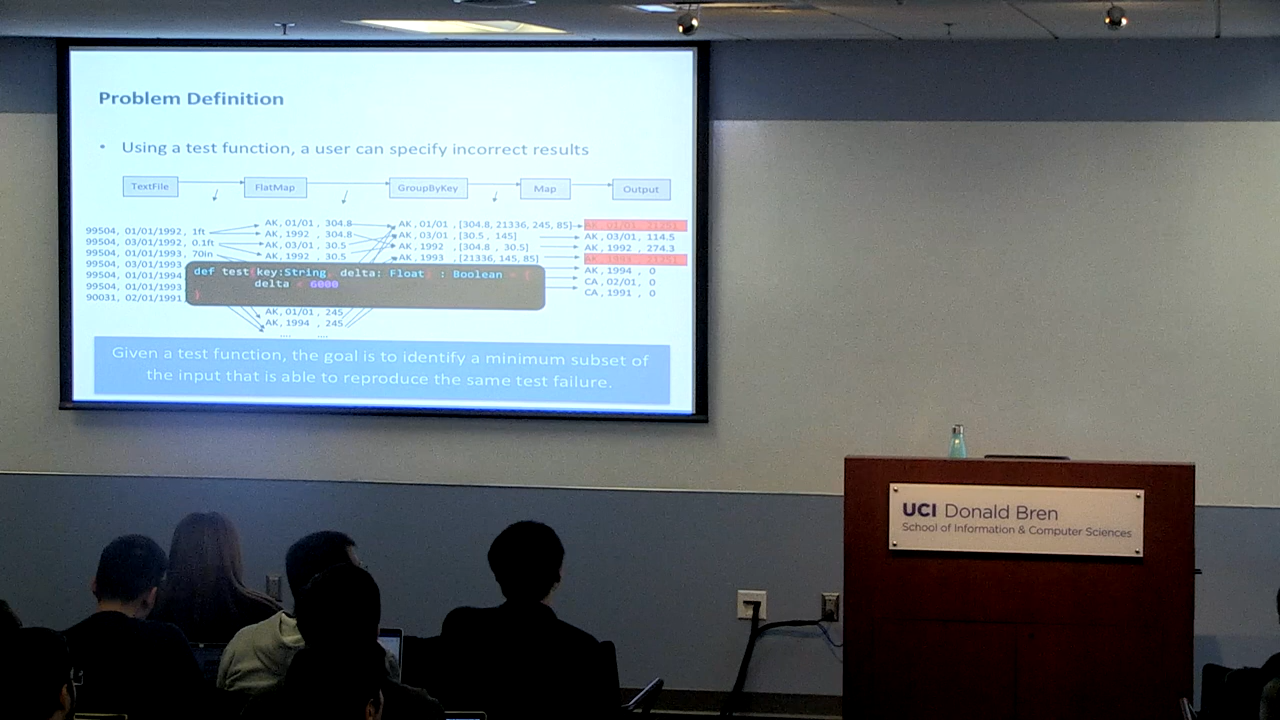 Problem Definition
• Using a test function, a user can specify incorrect results
TextFile FlatMap GroupByKey Map Output
99504, 01/01/1992, 1ft
99504, 03/01/1992, 0.1ft
99504, 01/01/1993, 70in
99504, 03/01/1993
99504, 01/01/1994
99504, 01/01/1993
90031, 02/01/1991
AK, 01/01 , 304.8
AK, 1992 , 304.8
AK, 03/01 , 30.5
AK, 1992 , 30.5
AK, 01/01 , 245
AK, 1994 , 245
.... ....
AK, 01/01 , [304.8, 21336, 245, 85]
AK, 03/01 , [30.5, 145]
AK, 1992 , [304.8 , 30.5]
AK, 1993 , [21336, 145, 85]
AK, 03/01 , 114.5
AK, 1992 , 274.3
AK, 1994 , 0
CA, 02/01 , 0
CA, 1991 , 0
def test(key:String, delta: Float) : Boolean = {
delta < 6000
}
Given a test function, the goal is to identify a minimum subset of
the input that is able to reproduce the same test failure.
UCI Donald Bren
School of Information & Computer Sciences